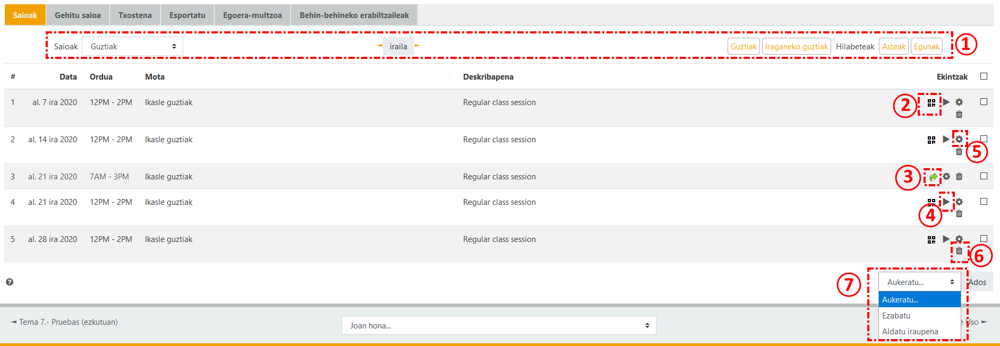 Saioak Gehitu saioa Txostena Esportatu Egoera-multzoa Behin-behineko erabiltzaileak
Saioak Guztiak iraila Guztiak Iraganeko guztiak Hilabeteak Asteak Egunak 1
# Data Ordua Mota Deskribapena Ekintzak
1 al. 7 ira 2020 12PM - 2PM Ikasle guztiak Regular class session 2
2 al. 14 ira 2020 12PM - 2PM Ikasle guztiak Regular class session
5
3 al. 21 ira 2020 7AM - 3PM Ikasle guztiak Regular class session 3
4 al. 21 ira 2020 12PM - 2PM Ikasle guztiak Regular class session
4
5 al. 28 ira 2020 12PM - 2PM Ikasle guztiak Regular class session
6
7 Aukeratu... Ados
Aukeratu...
Ezabatu
Aldatu iraupena
Tema 7.- Pruebas (ezkutuan) Joan hona... e Uso